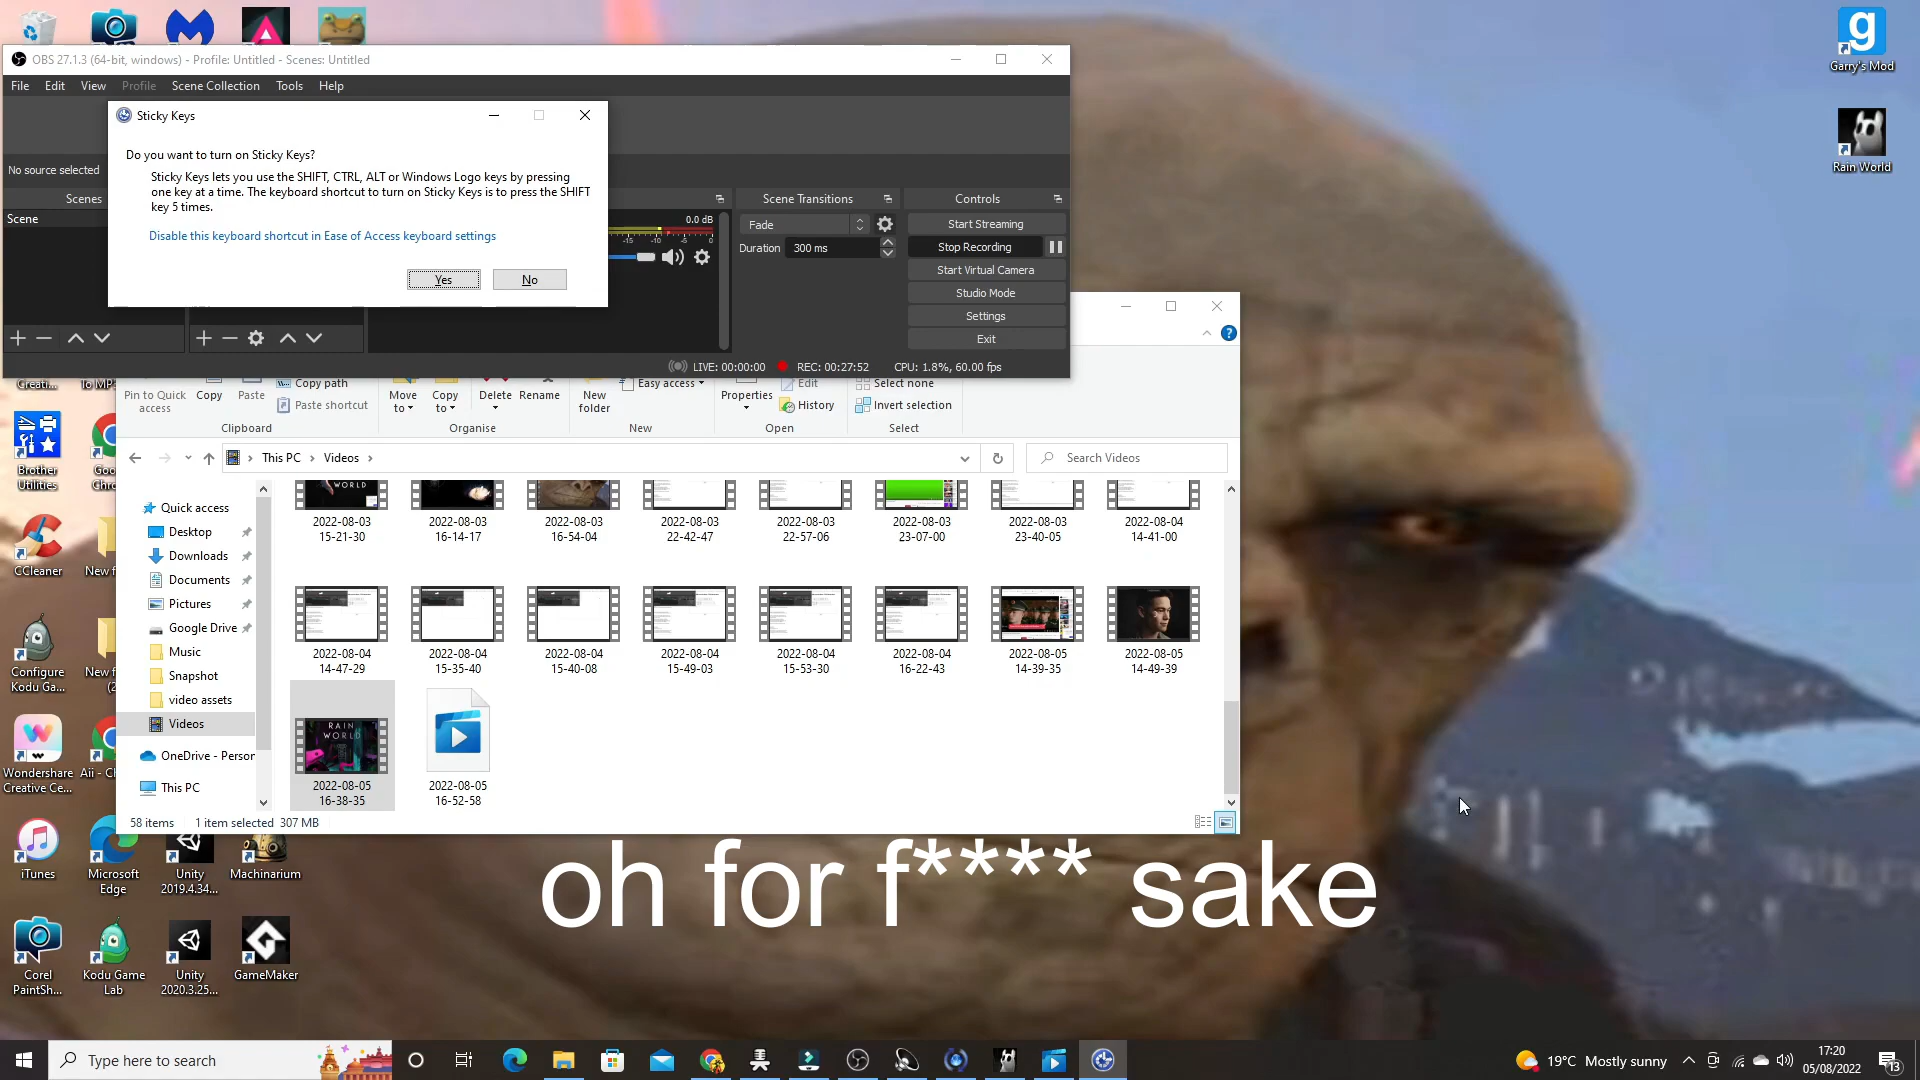 OBS 27.1.3 (64-bit, windows) - Profile: Untitled - Scenes: Untitled
File Edit View Profile Scene Collection Tools Help
Sticky Keys
Do you want to turn on Sticky Keys?
Sticky Keys lets you use the SHIFT, CTRL, ALT or Windows Logo keys by pressing
one key at a time. The keyboard shortcut to turn on Sticky Keys is to press the SHIFT
key 5 times.
Disable this keyboard shortcut in Ease of Access keyboard settings
Yes No
No source selected
Scenes
Scene
0.0 dB
-15 -10 -5 0
Scene Transitions
Fade
Duration 300 ms
Controls
Start Streaming
Stop Recording
Start Virtual Camera
Studio Mode
Settings
Exit
LIVE: 00:00:00 REC: 00:27:52 CPU: 1.8%, 60.00 fps
Garry's Mod
Rain World
Pin to Quick
access
Copy
Paste
Copy path
Paste shortcut
Clipboard
Move
to
Copy
to
Delete
Rename
Organise
New
folder
Easy access
New
Properties
Edit
History
Open
Select none
Invert selection
Select
This PC > Videos >
Search Videos
Quick access
Desktop
Downloads
Documents
Pictures
Google Drive
Music
Snapshot
video assets
Videos
OneDrive - Person
This PC
WORLD
2022-08-03
15-21-30
2022-08-03
16-14-17
2022-08-03
16-54-04
2022-08-03
22-42-47
2022-08-03
22-57-06
2022-08-03
23-07-00
2022-08-03
23-40-05
2022-08-04
14-41-00
2022-08-04
14-47-29
2022-08-04
15-35-40
2022-08-04
15-40-08
2022-08-04
15-49-03
2022-08-04
15-53-30
2022-08-04
16-22-43
2022-08-05
14-39-35
2022-08-05
14-49-39
RAIN
WORLD
2022-08-05
16-38-35
2022-08-05
16-52-58
58 items 1 item selected 307 MB
Creati...
To MP
Brother
Utilities
Goo
Chro
CCleaner
New f
Configure
Kodu Ga...
New f
(2
Wondershare
Creative Ce...
Aii - Ch
iTunes
Microsoft
Edge
Unity
2019.4.34...
Machinarium
Corel
PaintSh...
Kodu Game
Lab
Unity
2020.3.25...
GameMaker
oh for f**** sake
Type here to search
19°C Mostly sunny
17:20
05/08/2022
13